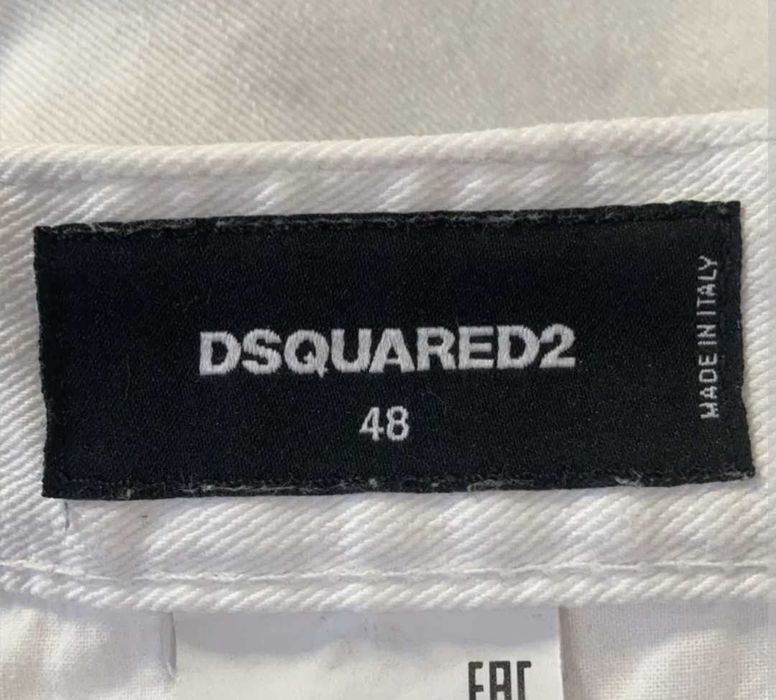 DSQUARED2
48
MADE IN ITALY
EAC